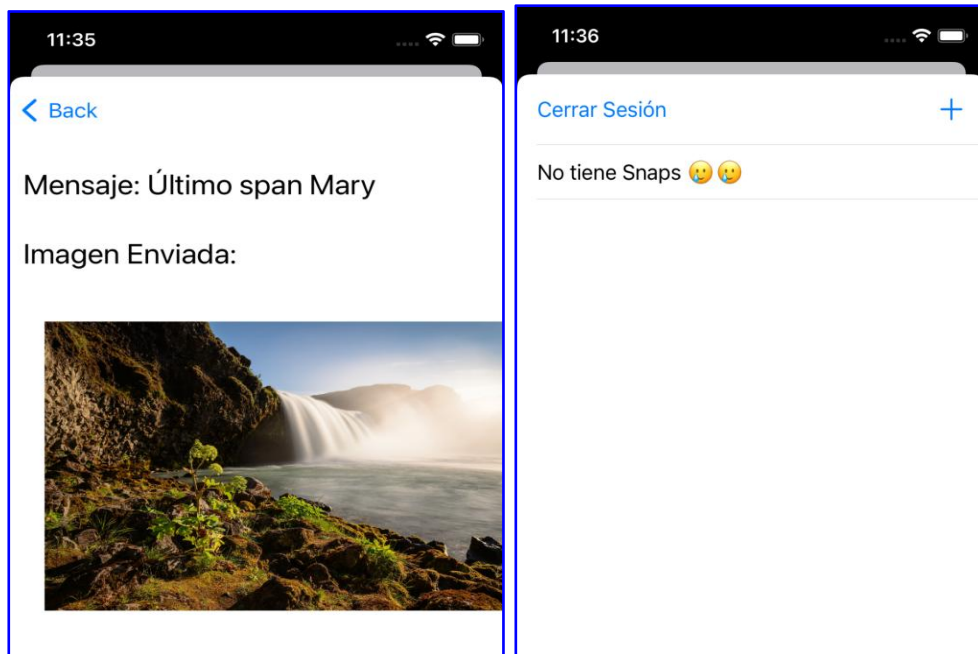 11:35
Back
Mensaje: Último span Mary
Imagen Enviada:
11:36
Cerrar Sesión
No tiene Snaps 🥲🥲